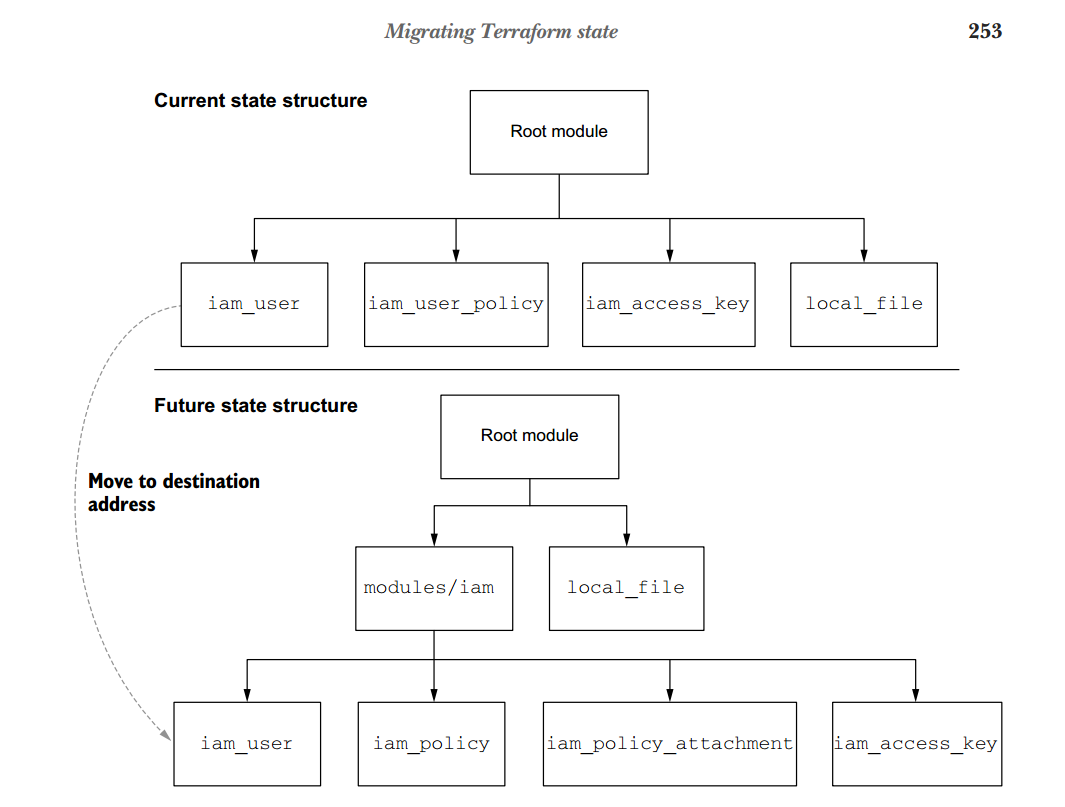 Migrating Terraform state 253
Current state structure
Root module
iam_user iam_user_policy iam_access_key local_file
Future state structure
Root module
Move to destination
address
modules/iam local_file
iam_user iam_policy iam_policy_attachment iam_access_key